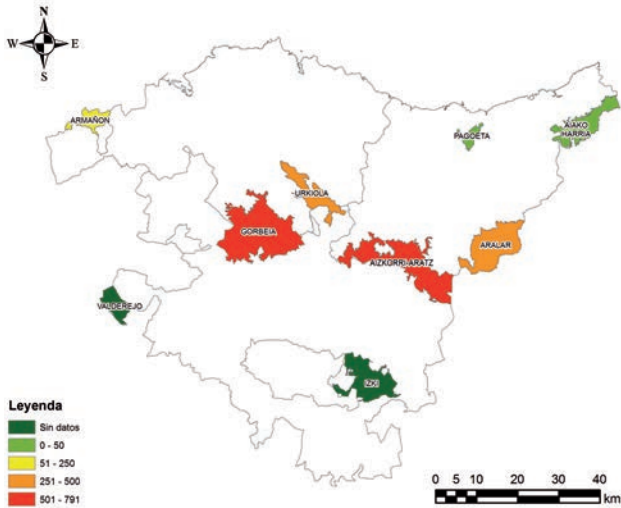 N
W E
S
ARMAÑON
PAGOETA
AIAKO
HARRIA
URKIOLA
GORBEIA
ARALAR
AIZKORRI-ARATZ
VALDEREJO
IZKI
Leyenda
Sin datos
0 - 50
51 - 250
251 - 500
501 - 791
0 5 10 20 30 40
km